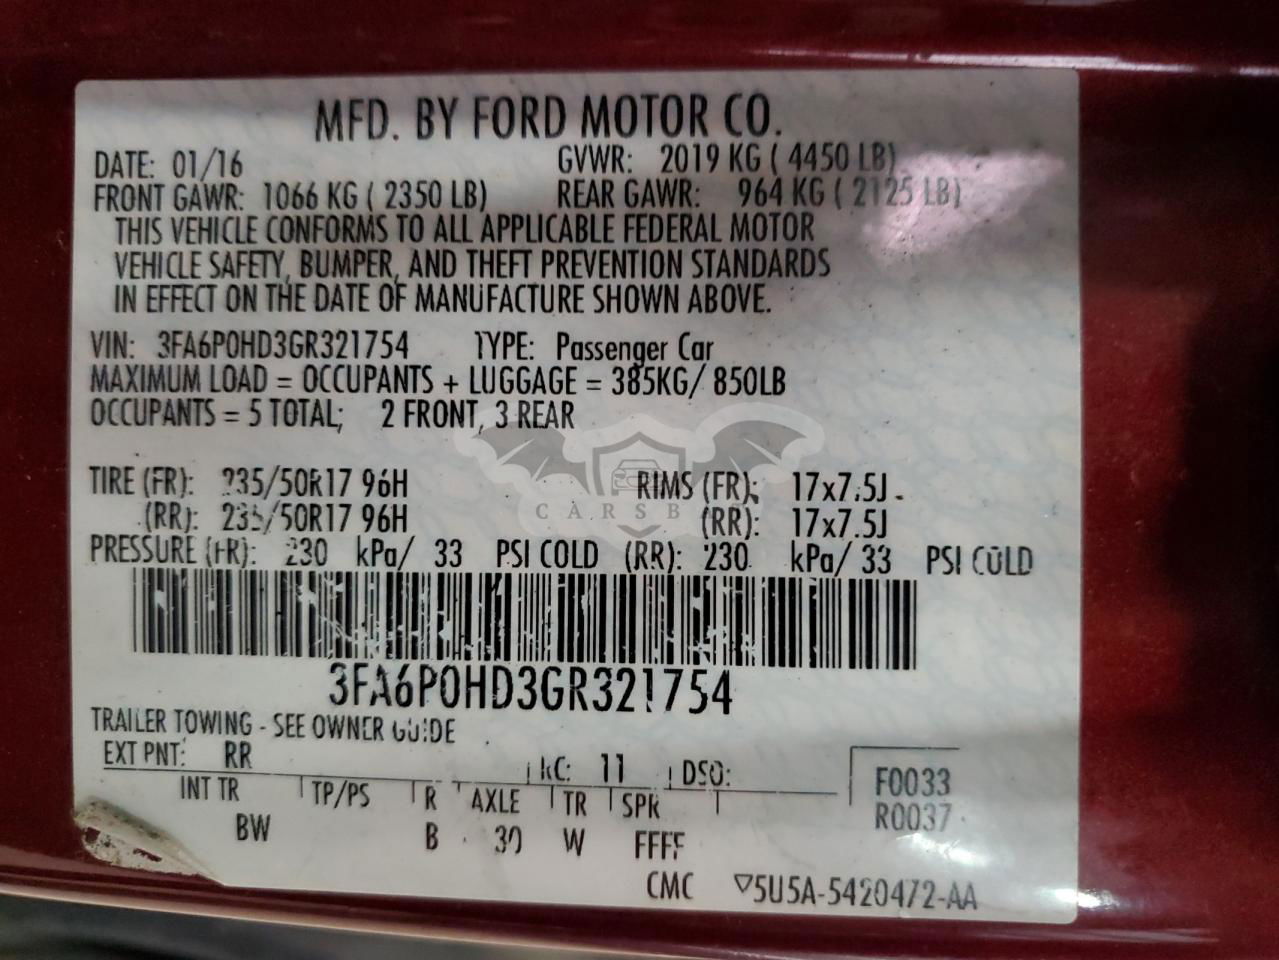 MFD. BY FORD MOTOR CO.
DATE: 01/16 GVWR: 2019 KG ( 4450 LB)
FRONT GAWR: 1066 KG ( 2350 LB) REAR GAWR: 964 KG ( 2125 LB)
THIS VEHICLE CONFORMS TO ALL APPLICABLE FEDERAL MOTOR
VEHICLE SAFETY, BUMPER, AND THEFT PREVENTION STANDARDS
IN EFFECT ON THE DATE OF MANUFACTURE SHOWN ABOVE.
VIN: 3FA6P0HD3GR321754 TYPE: Passenger Car
MAXIMUM LOAD = OCCUPANTS + LUGGAGE = 385KG/ 850LB
OCCUPANTS = 5 TOTAL; 2 FRONT, 3 REAR
TIRE (FR): 235/50R17 96H RIMS (FR): 17x7.5J
(RR): 235/50R17 96H (RR): 17x7.5J
PRESSURE (FR): 230 kPa/ 33 PSI COLD (RR): 230 kPa/ 33 PSI COLD
3FA6P0HD3GR321754
TRAILER TOWING - SEE OWNER GUIDE
EXT PNT: RR RC: 11 DSO:
F0033
INT TR TP/PS R AXLE TR SPR
R0037
BW B 39 W FFFF
CMC ▽5U5A-5420472-AA